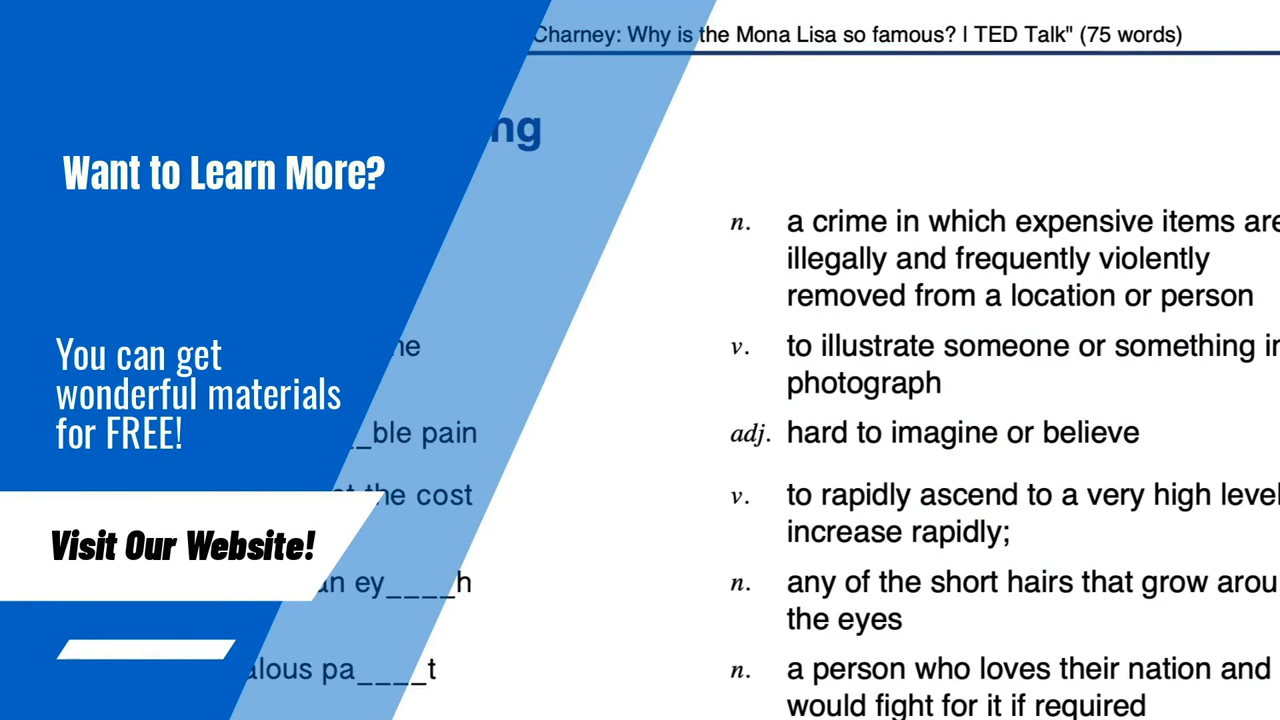 Charney: Why is the Mona Lisa so famous? | TED Talk" (75 words)
ng
Want to Learn More?
n. a crime in which expensive items are
illegally and frequently violently
removed from a location or person
You can get
wonderful materials
for FREE!
he
v. to illustrate someone or something in
photograph
_ble pain
adj. hard to imagine or believe
the cost
v. to rapidly ascend to a very high level
increase rapidly;
Visit Our Website!
an ey____h
n. any of the short hairs that grow arou
the eyes
alous pa____t
n. a person who loves their nation and
would fight for it if required